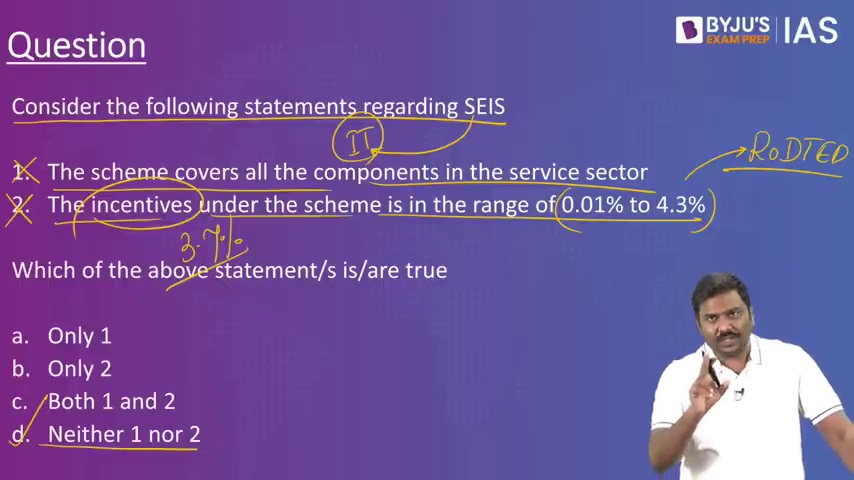 Question
BYJU'S IAS
EXAM PREP
Consider the following statements regarding SEIS
IT
RODTED
1. The scheme covers all the components in the service sector
2. The incentives under the scheme is in the range of 0.01% to 4.3%
3-7%
Which of the above statement/s is/are true
a. Only 1
b. Only 2
c. Both 1 and 2
d. Neither 1 nor 2